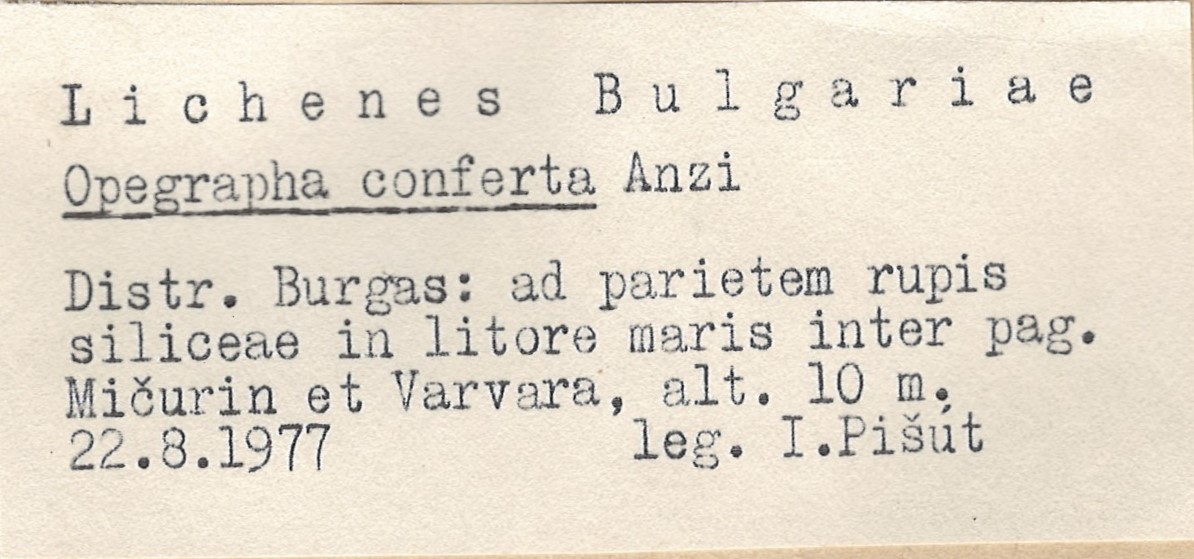 Lichenes Bulgariae
Opegrapha conferta Anzi
Distr. Burgas: ad parietem rupis
siliceae in litore maris inter pag.
Mičurin et Varvara, alt. 10 m.
22.8.1977 leg. I.Pišút